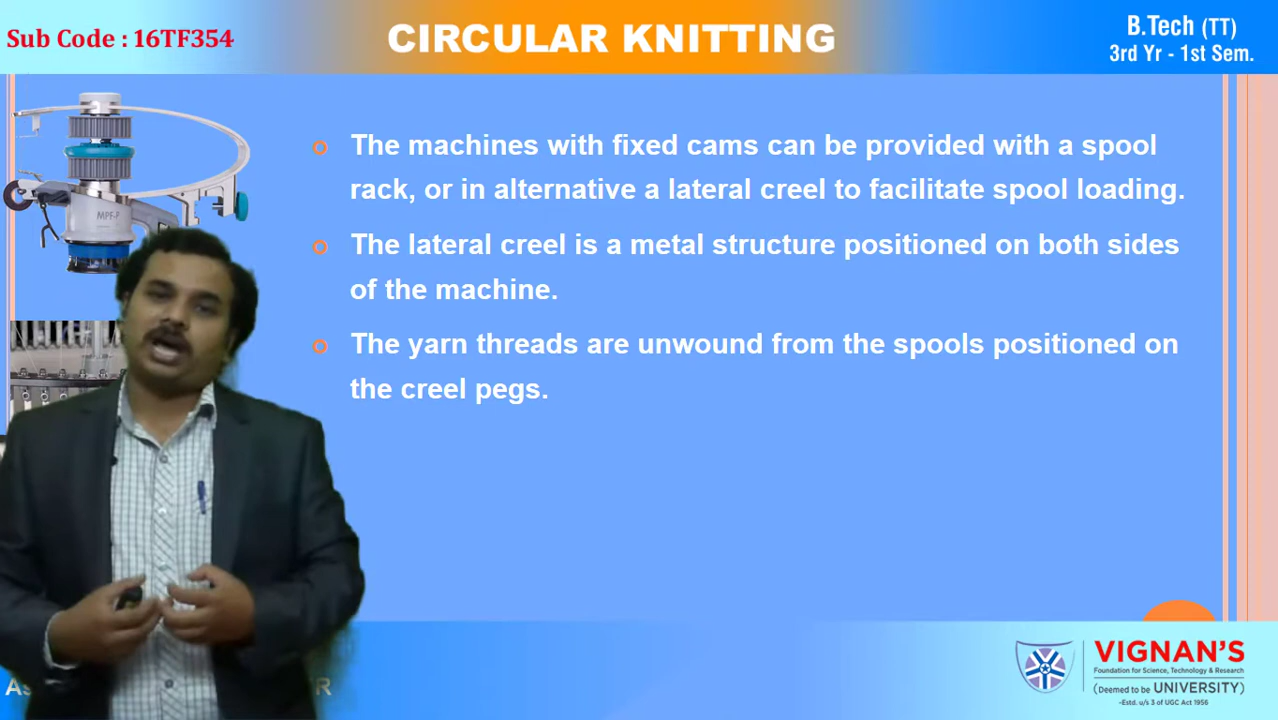 Sub Code : 16TF354
CIRCULAR KNITTING
B.Tech (TT)
3rd Yr - 1st Sem.
MPF-P
The machines with fixed cams can be provided with a spool
rack, or in alternative a lateral creel to facilitate spool loading.
The lateral creel is a metal structure positioned on both sides
of the machine.
The yarn threads are unwound from the spools positioned on
the creel pegs.
VIGNAN'S
Foundation for Science, Technology & Research
(Deemed to be UNIVERSITY)
-Estd. u/s 3 of UGC Act 1956